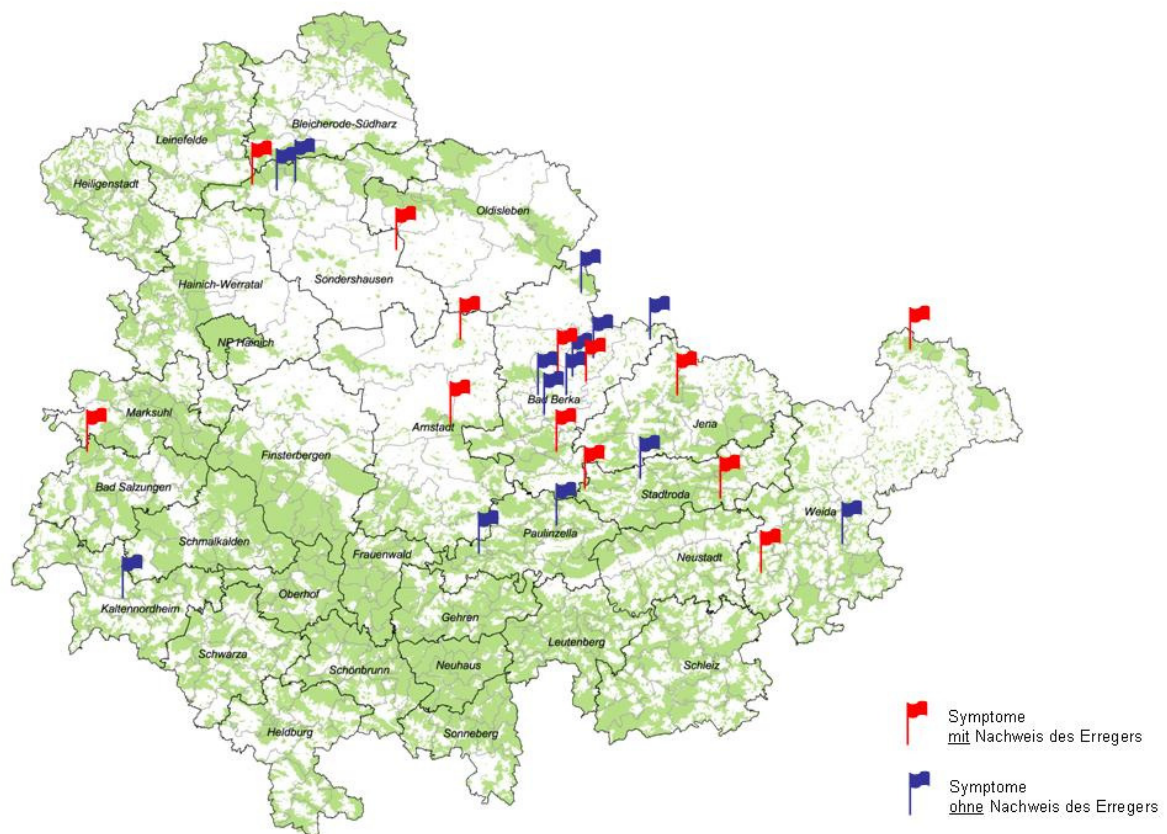 Bleicherode-Südharz
Leinefelde
Heiligenstadt
Oldisleben
Hainich-Werratal
Sondershausen
NP Hainich
Bad Berka
Marksuhl
Arnstadt
Jena
Finsterbergen
Bad Salzungen
Stadtroda
Weida
Schmalkalden
Paulinzella
Frauenwald
Neustadt
Oberhof
Kaltennordheim
Gehren
Leutenberg
Schwarza
Schönbrunn
Neuhaus
Schleiz
Heldburg
Sonneberg
Symptome
mit Nachweis des Erregers
Symptome
ohne Nachweis des Erregers